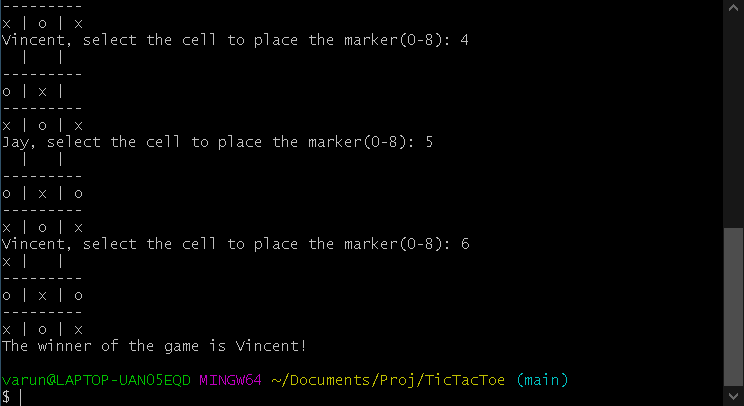 ---------
x | o | x
Vincent, select the cell to place the marker(0-8): 4
  |   |
---------
o | x |
---------
x | o | x
Jay, select the cell to place the marker(0-8): 5
  |   |
---------
o | x | o
---------
x | o | x
Vincent, select the cell to place the marker(0-8): 6
x |   |
---------
o | x | o
---------
x | o | x
The winner of the game is Vincent!

varun@LAPTOP-UAN05EQD MINGW64 ~/Documents/Proj/TicTacToe (main)
$